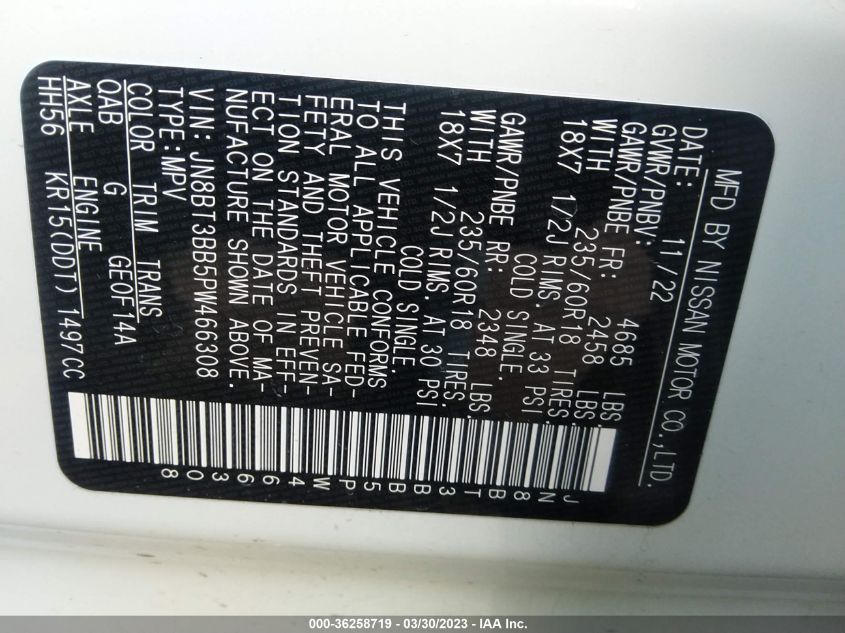 MFD BY NISSAN MOTOR CO.,LTD.
DATE: 11/22
GVWR/PNBV: 4685 LBS.
GAWR/PNBE FR: 2458 LBS.
WITH 235/60R18 TIRES.
18X7 1/2J RIMS. AT 33 PSI
COLD SINGLE.
GAWR/PNBE RR: 2348 LBS.
WITH 235/60R18 TIRES.
18X7 1/2J RIMS. AT 30 PSI
COLD SINGLE.
THIS VEHICLE CONFORMS
TO ALL APPLICABLE FED-
ERAL MOTOR VEHICLE SA-
FETY AND THEFT PREVEN-
TION STANDARDS IN EFF-
ECT ON THE DATE OF MA-
NUFACTURE SHOWN ABOVE.
VIN: JN8BT3BB5PW466308
TYPE:MPV
COLOR TRIM TRANS
QAB G GE0F14A
AXLE ENGINE
HH56 KR15(DDT) 1497CC
JN8BT3BB5PW466308
000-36258719 - 03/30/2023 - IAA Inc.